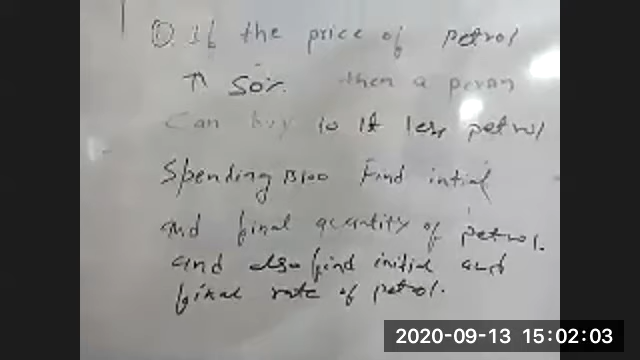 ① If the price of petrol
↑ 50%. then a person
can buy 10 lt less petrol
Spending 1500 Find intial
and final quantity of petrol.
and also find initial and
final rate of petrol.
2020-09-13 15:02:03